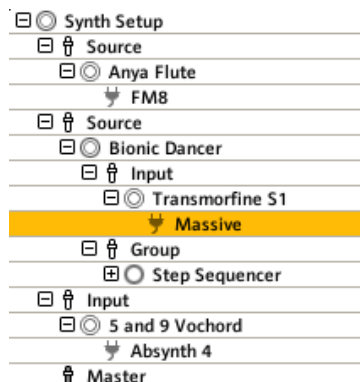 Synth Setup
Source
Anya Flute
FM8
Source
Bionic Dancer
Input
Transmorfine S1
Massive
Group
Step Sequencer
Input
5 and 9 Vochord
Absynth 4
Master